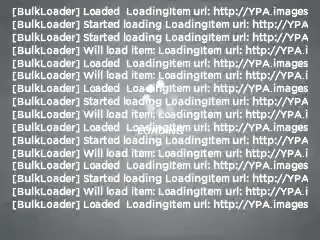 [BulkLoader] Loaded  LoadingItem url: http://YPA.images
[BulkLoader] Started loading LoadingItem url: http://YPA
[BulkLoader] Will load item: LoadingItem url: http://YPA.i
[BulkLoader] Loaded  LoadingItem url: http://YPA.images
[BulkLoader] Started loading LoadingItem url: http://YPA
[BulkLoader] Will load item: LoadingItem url: http://YPA.i
[BulkLoader] Loaded  LoadingItem url: http://YPA.images
[BulkLoader] Started loading LoadingItem url: http://YPA
[BulkLoader] Will load item: LoadingItem url: http://YPA.i
[BulkLoader] Loaded  LoadingItem url: http://YPA.images
LOADING
[BulkLoader] Started loading LoadingItem url: http://YPA
[BulkLoader] Will load item: LoadingItem url: http://YPA.i
[BulkLoader] Loaded  LoadingItem url: http://YPA.images
[BulkLoader] Started loading LoadingItem url: http://YPA
[BulkLoader] Will load item: LoadingItem url: http://YPA.i
[BulkLoader] Loaded  LoadingItem url: http://YPA.images